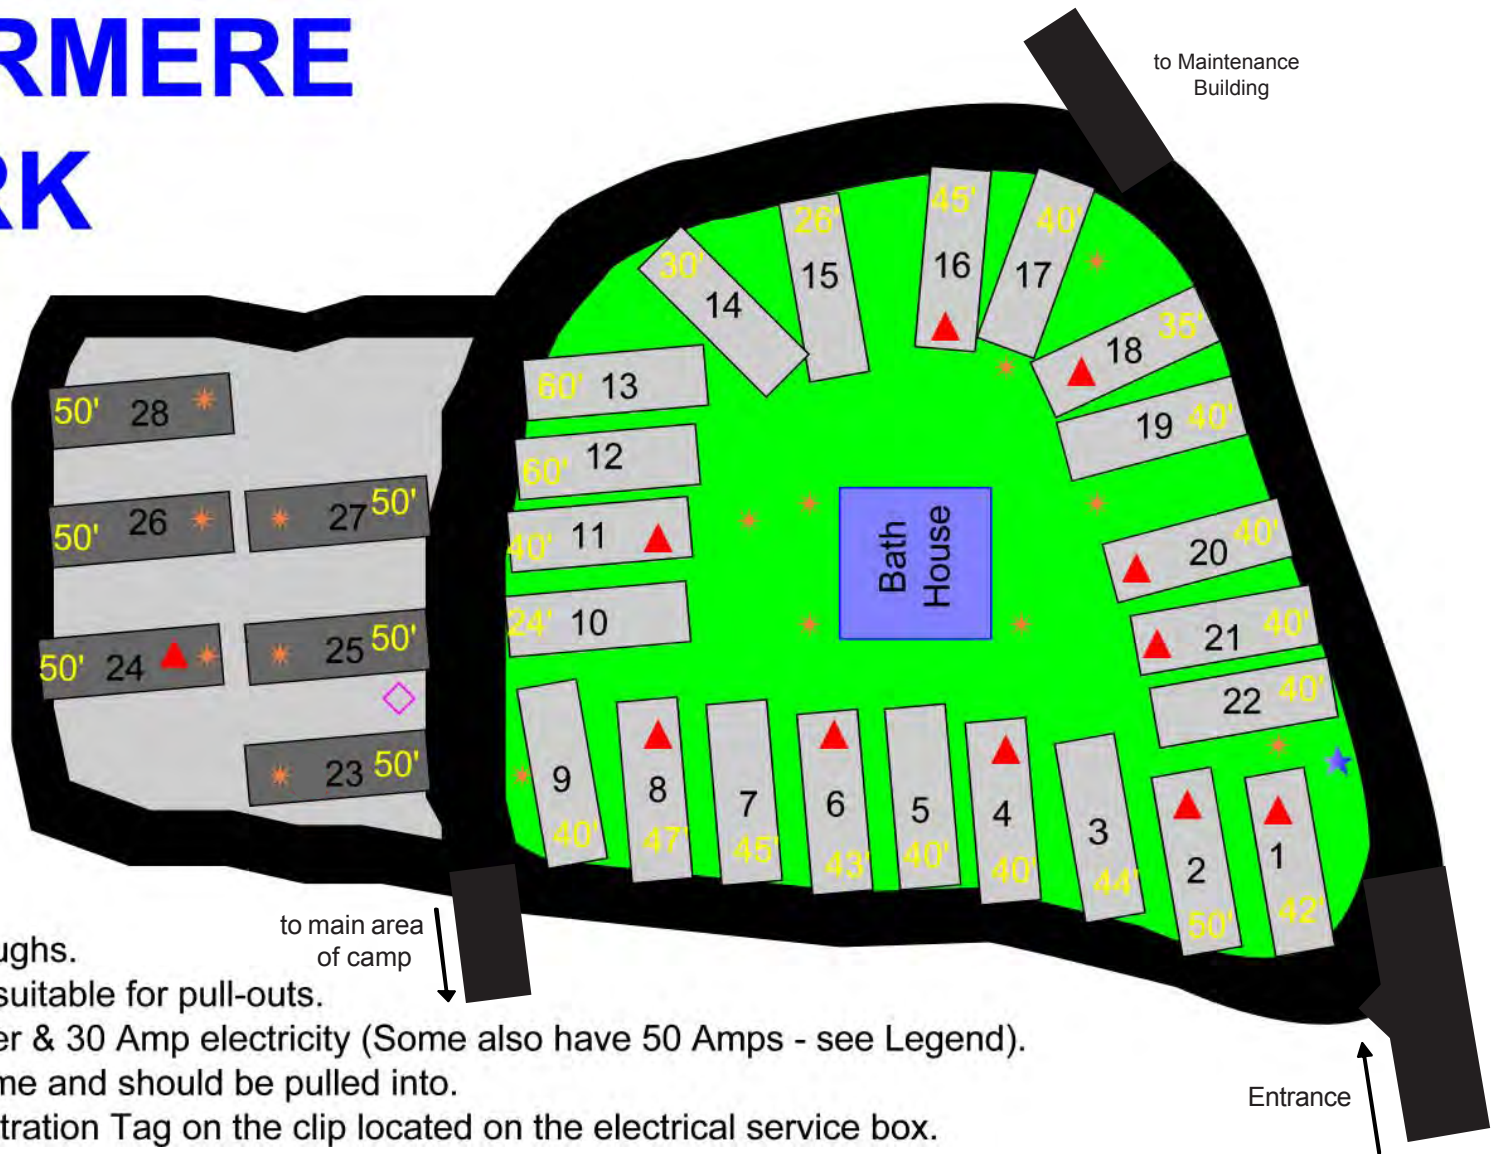 RMERE
RK
to Maintenance
Building
45'
16
40'
17
26'
15
30'
14
18 35'
60' 13
19 40'
50' 28
60' 12
27 50'
50' 26
40' 11
20 40'
Bath
House
24' 10
21 40'
25 50'
50' 24
22 40'
23 50'
9
40'
8
47'
7
45'
6
43'
5
40'
4
40'
3
44'
2
50'
1
42'
to main area
of camp
ughs.
suitable for pull-outs.
er & 30 Amp electricity (Some also have 50 Amps - see Legend).
me and should be pulled into.
Entrance
tration Tag on the clip located on the electrical service box.